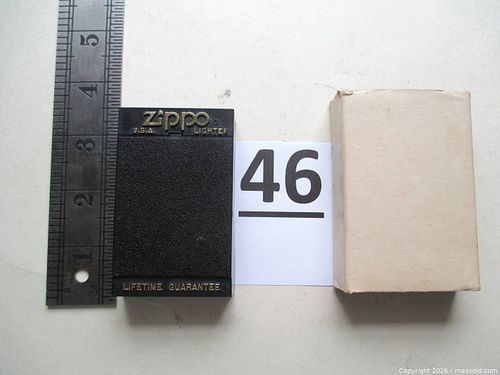 5
4
3
2
1
Zippo
U.S.A. LIGHTER
46
LIFETIME GUARANTEE
Copyright 2026 - maxsold.com